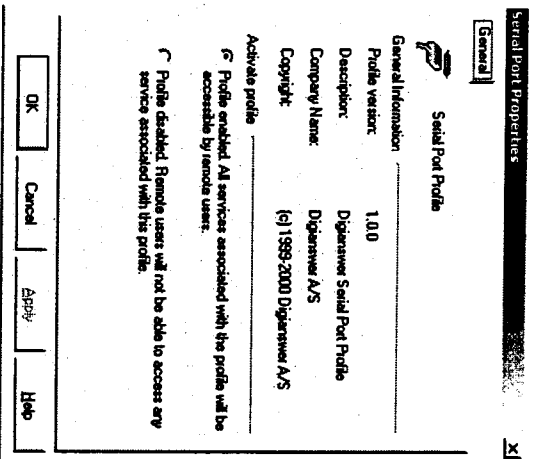 Serial Port Properties
X
General
Serial Port Profile
General Information
Profile version: 1.0.0
Description: Digianswer Serial Port Profile
Company Name: Digianswer A/S
Copyright: (c) 1999-2000 Digianswer A/S
Activate profile
Profile enabled. All services associated with the profile will be
accessible by remote users.
Profile disabled. Remote users will not be able to access any
service associated with this profile.
OK Cancel Apply Help